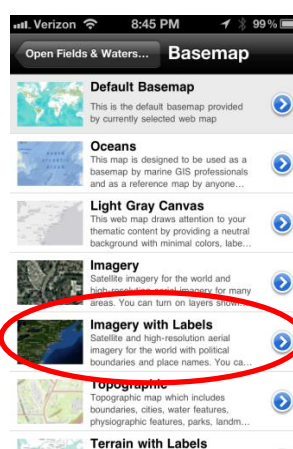 Verizon 8:45 PM 99%
Open Fields & Waters... Basemap
Default Basemap
This is the default basemap provided
by currently selected web map
Oceans
This map is designed to be used as a
basemap by marine GIS professionals
and as a reference map by anyone...
Light Gray Canvas
This web map draws attention to your
thematic content by providing a neutral
background with minimal colors, labe...
Imagery
Satellite imagery for the world and
high-resolution aerial imagery for many
areas. You can turn on layers show...
Imagery with Labels
Satellite and high-resolution aerial
imagery for the world with political
boundaries and place names. You ca...
Topographic
Topographic map which includes
boundaries, cities, water features,
physiographic features, parks, landm...
Terrain with Labels